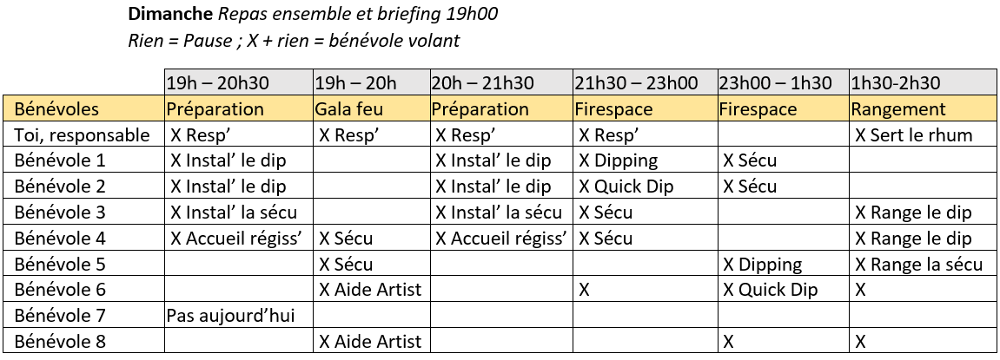 Dimanche Repas ensemble et briefing 19h00
Rien = Pause ; X + rien = bénévole volant
19h – 20h30 19h – 20h 20h – 21h30 21h30 – 23h00 23h00 – 1h30 1h30-2h30
Bénévoles Préparation Gala feu Préparation Firespace Firespace Rangement
Toi, responsable X Resp’ X Resp’ X Resp’ X Resp’ X Sert le rhum
Bénévole 1 X Instal’ le dip X Instal’ le dip X Dipping X Sécu
Bénévole 2 X Instal’ le dip X Instal’ le dip X Quick Dip X Sécu
Bénévole 3 X Instal’ la sécu X Instal’ la sécu X Sécu X Range le dip
Bénévole 4 X Accueil régiss’ X Sécu X Accueil régiss’ X Sécu X Range le dip
Bénévole 5 X Sécu X Dipping X Range la sécu
Bénévole 6 X Aide Artist X X Quick Dip X
Bénévole 7 Pas aujourd’hui
Bénévole 8 X Aide Artist X X